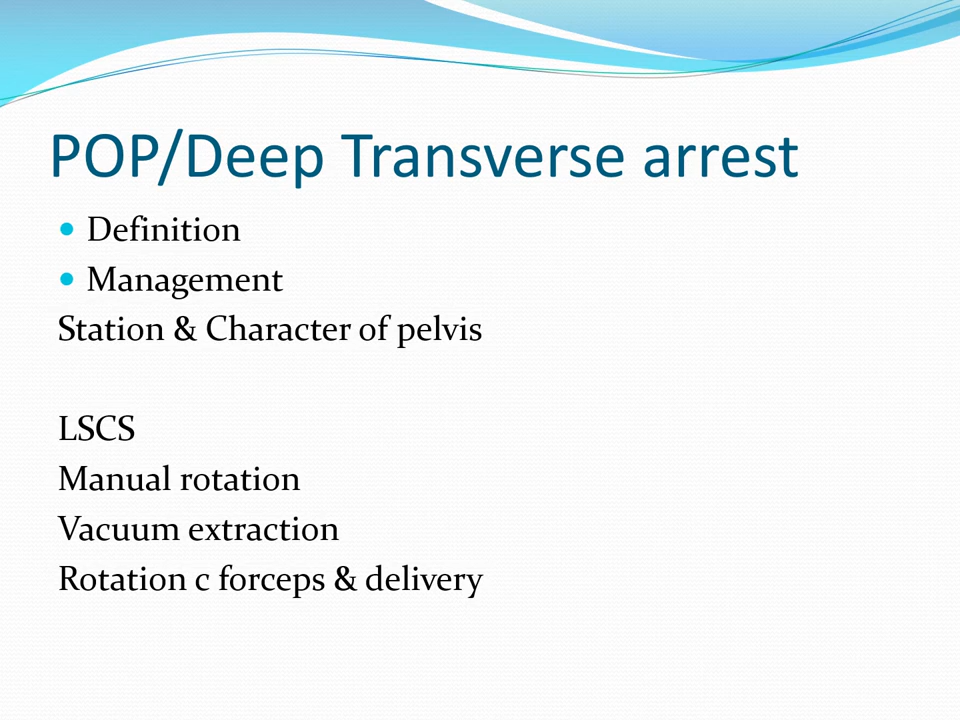 POP/Deep Transverse arrest
Definition
Management
Station & Character of pelvis
LSCS
Manual rotation
Vacuum extraction
Rotation c forceps & delivery